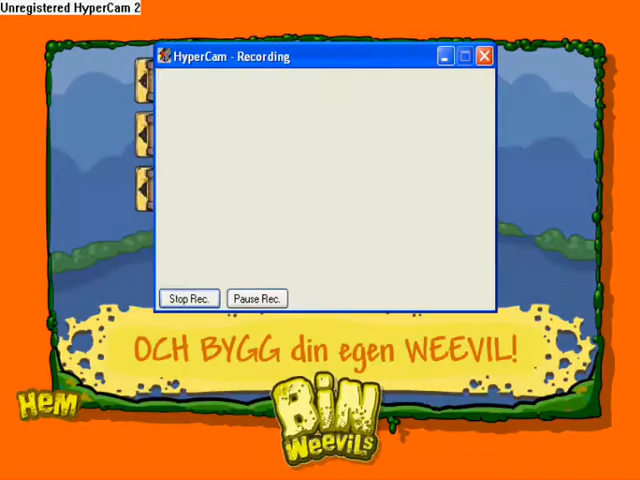 Unregistered HyperCam 2
HyperCam - Recording
Stop Rec.
Pause Rec.
OCH BYGG din egen WEEVIL!
HeM
BiN
WeeViLs